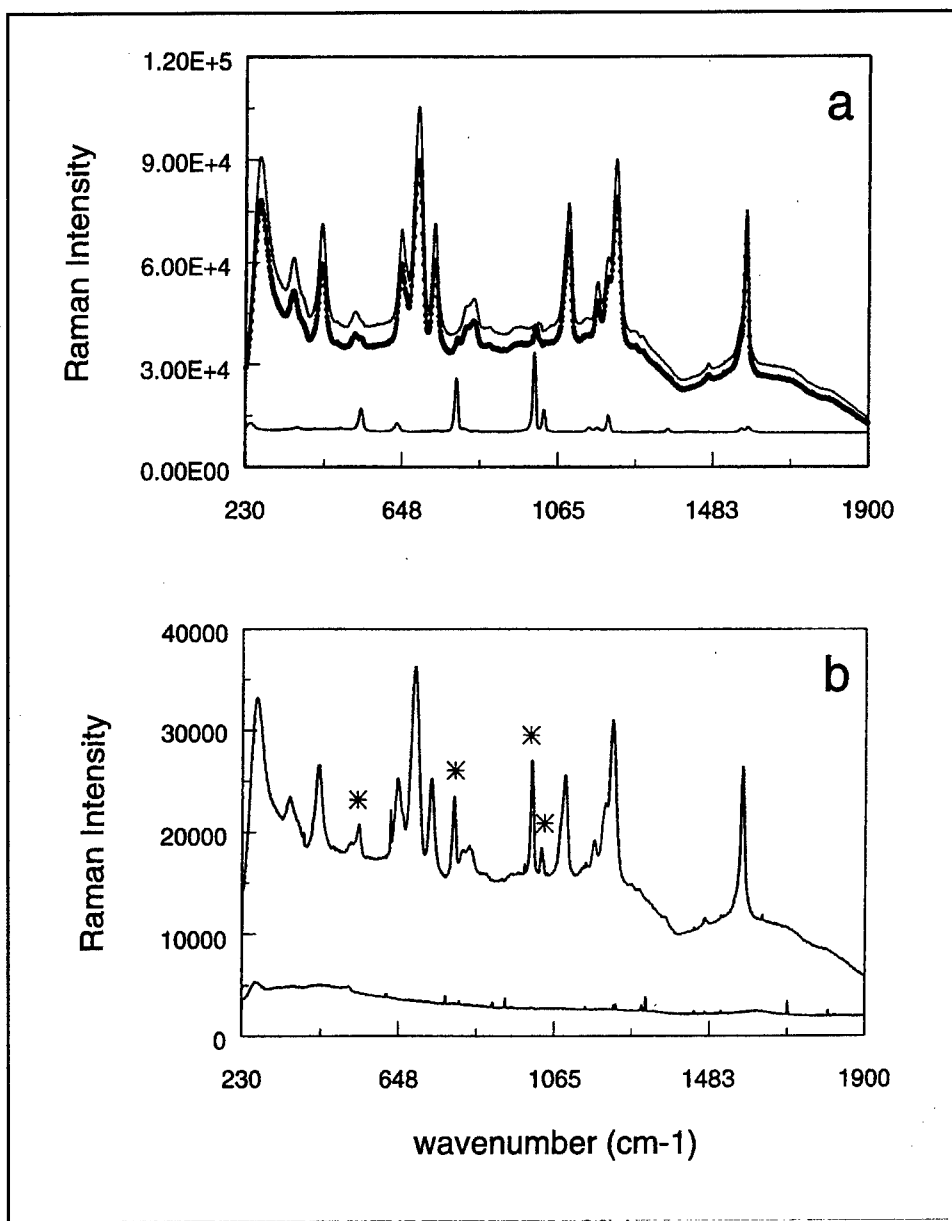 a
1.20E+5
9.00E+4
6.00E+4
3.00E+4
0.00E00
Raman Intensity
230 648 1065 1483 1900
b
40000
30000
20000
10000
0
Raman Intensity
230 648 1065 1483 1900
wavenumber (cm-1)